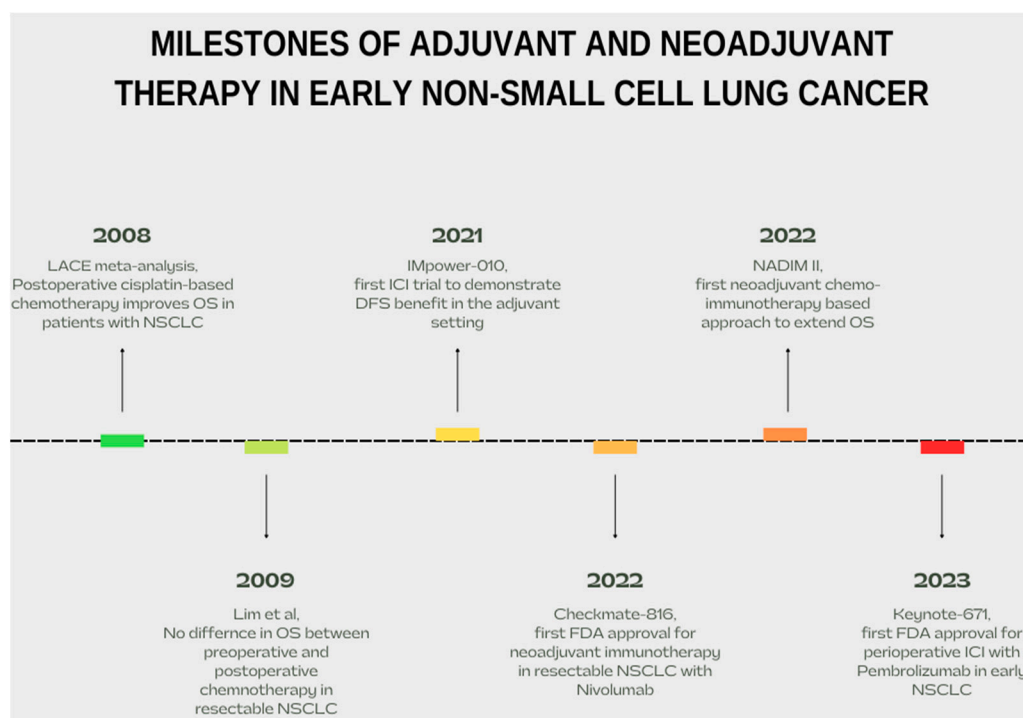 MILESTONES OF ADJUVANT AND NEOADJUVANT
THERAPY IN EARLY NON-SMALL CELL LUNG CANCER
2008
LACE meta-analysis,
Postoperative cisplatin-based
chemotherapy improves OS in
patients with NSCLC
2021
IMpower-010,
first ICI trial to demonstrate
DFS benefit in the adjuvant
setting
2022
NADIM II,
first neoadjuvant chemo-
immunotherapy based
approach to extend OS
2009
Lim et al,
No differnce in OS between
preoperative and
postoperative
chemnotherapy in
resectable NSCLC
2022
Checkmate-816,
first FDA approval for
neoadjuvant immunotherapy
in resectable NSCLC with
Nivolumab
2023
Keynote-671,
first FDA approval for
perioperative ICI with
Pembrolizumab in early
NSCLC